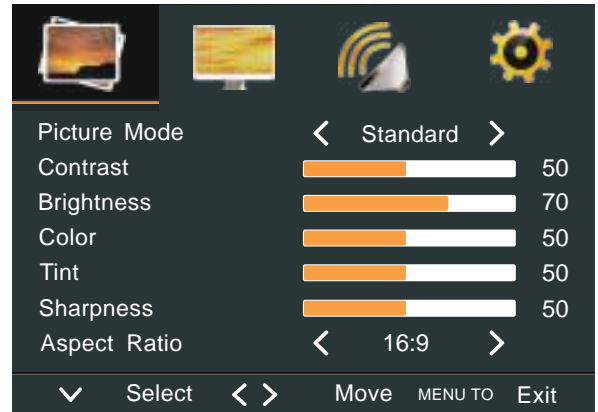 Picture Mode Standard
Contrast 50
Brightness 70
Color 50
Tint 50
Sharpness 50
Aspect Ratio 16:9
Select Move MENU TO Exit